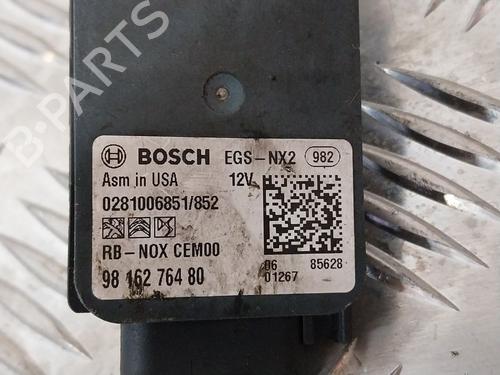 B-PARTS
BOSCH EGS-NX2 982
Asm in USA 12V
0281006851/852
RB-NOX CEM00
98 162 764 80
06 85628
01267